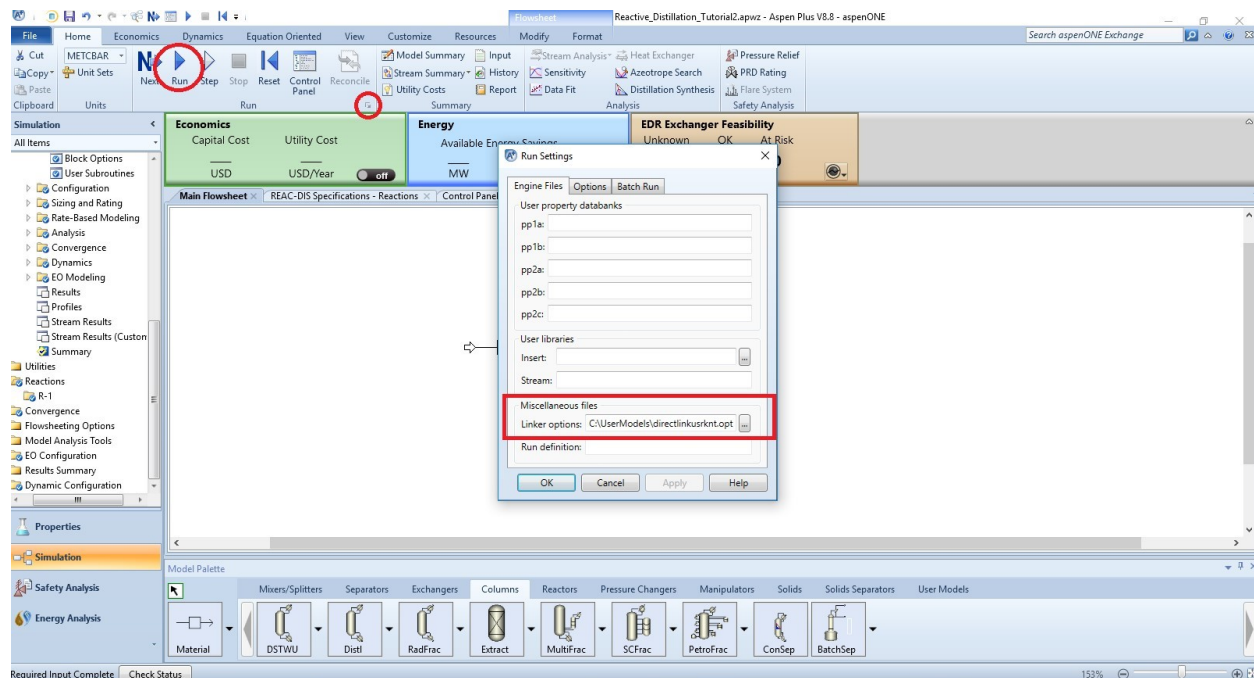 Flowsheet
Reactive_Distillation_Tutorial2.apwz - Aspen Plus V8.8 - aspenONE
File Home Economics Dynamics Equation Oriented View Customize Resources Modify Format
Search aspenONE Exchange
Cut METCBAR
Copy Unit Sets
Paste
Next Run Step Stop Reset Control Panel Reconcile
Model Summary Input Stream Analysis Heat Exchanger Pressure Relief
Stream Summary History Sensitivity Azeotrope Search PRD Rating
Utility Costs Report Data Fit Distillation Synthesis Flare System
Clipboard Units Run Summary Analysis Safety Analysis
Simulation
All Items
Block Options
User Subroutines
Configuration
Sizing and Rating
Rate-Based Modeling
Analysis
Convergence
Dynamics
EO Modeling
Results
Profiles
Stream Results
Stream Results (Custom
Summary
Utilities
Reactions
R-1
Convergence
Flowsheeting Options
Model Analysis Tools
EO Configuration
Results Summary
Dynamic Configuration
Properties
Simulation
Safety Analysis
Energy Analysis
Economics
Capital Cost Utility Cost
USD USD/Year off
Energy
Available Energy Savings
MW
EDR Exchanger Feasibility
Unknown OK At Risk
Main Flowsheet REAC-DIS Specifications - Reactions Control Panel
Run Settings
Engine Files Options Batch Run
User property databanks
pp1a:
pp1b:
pp2a:
pp2b:
pp2c:
User libraries
Insert:
Stream:
Miscellaneous files
Linker options: C:\UserModels\directlinkusrknt.opt
Run definition:
OK Cancel Apply Help
Model Palette
Mixers/Splitters Separators Exchangers Columns Reactors Pressure Changers Manipulators Solids Solids Separators User Models
Material DSTWU Distl RadFrac Extract MultiFrac SCFrac PetroFrac ConSep BatchSep
Required Input Complete Check Status 153%